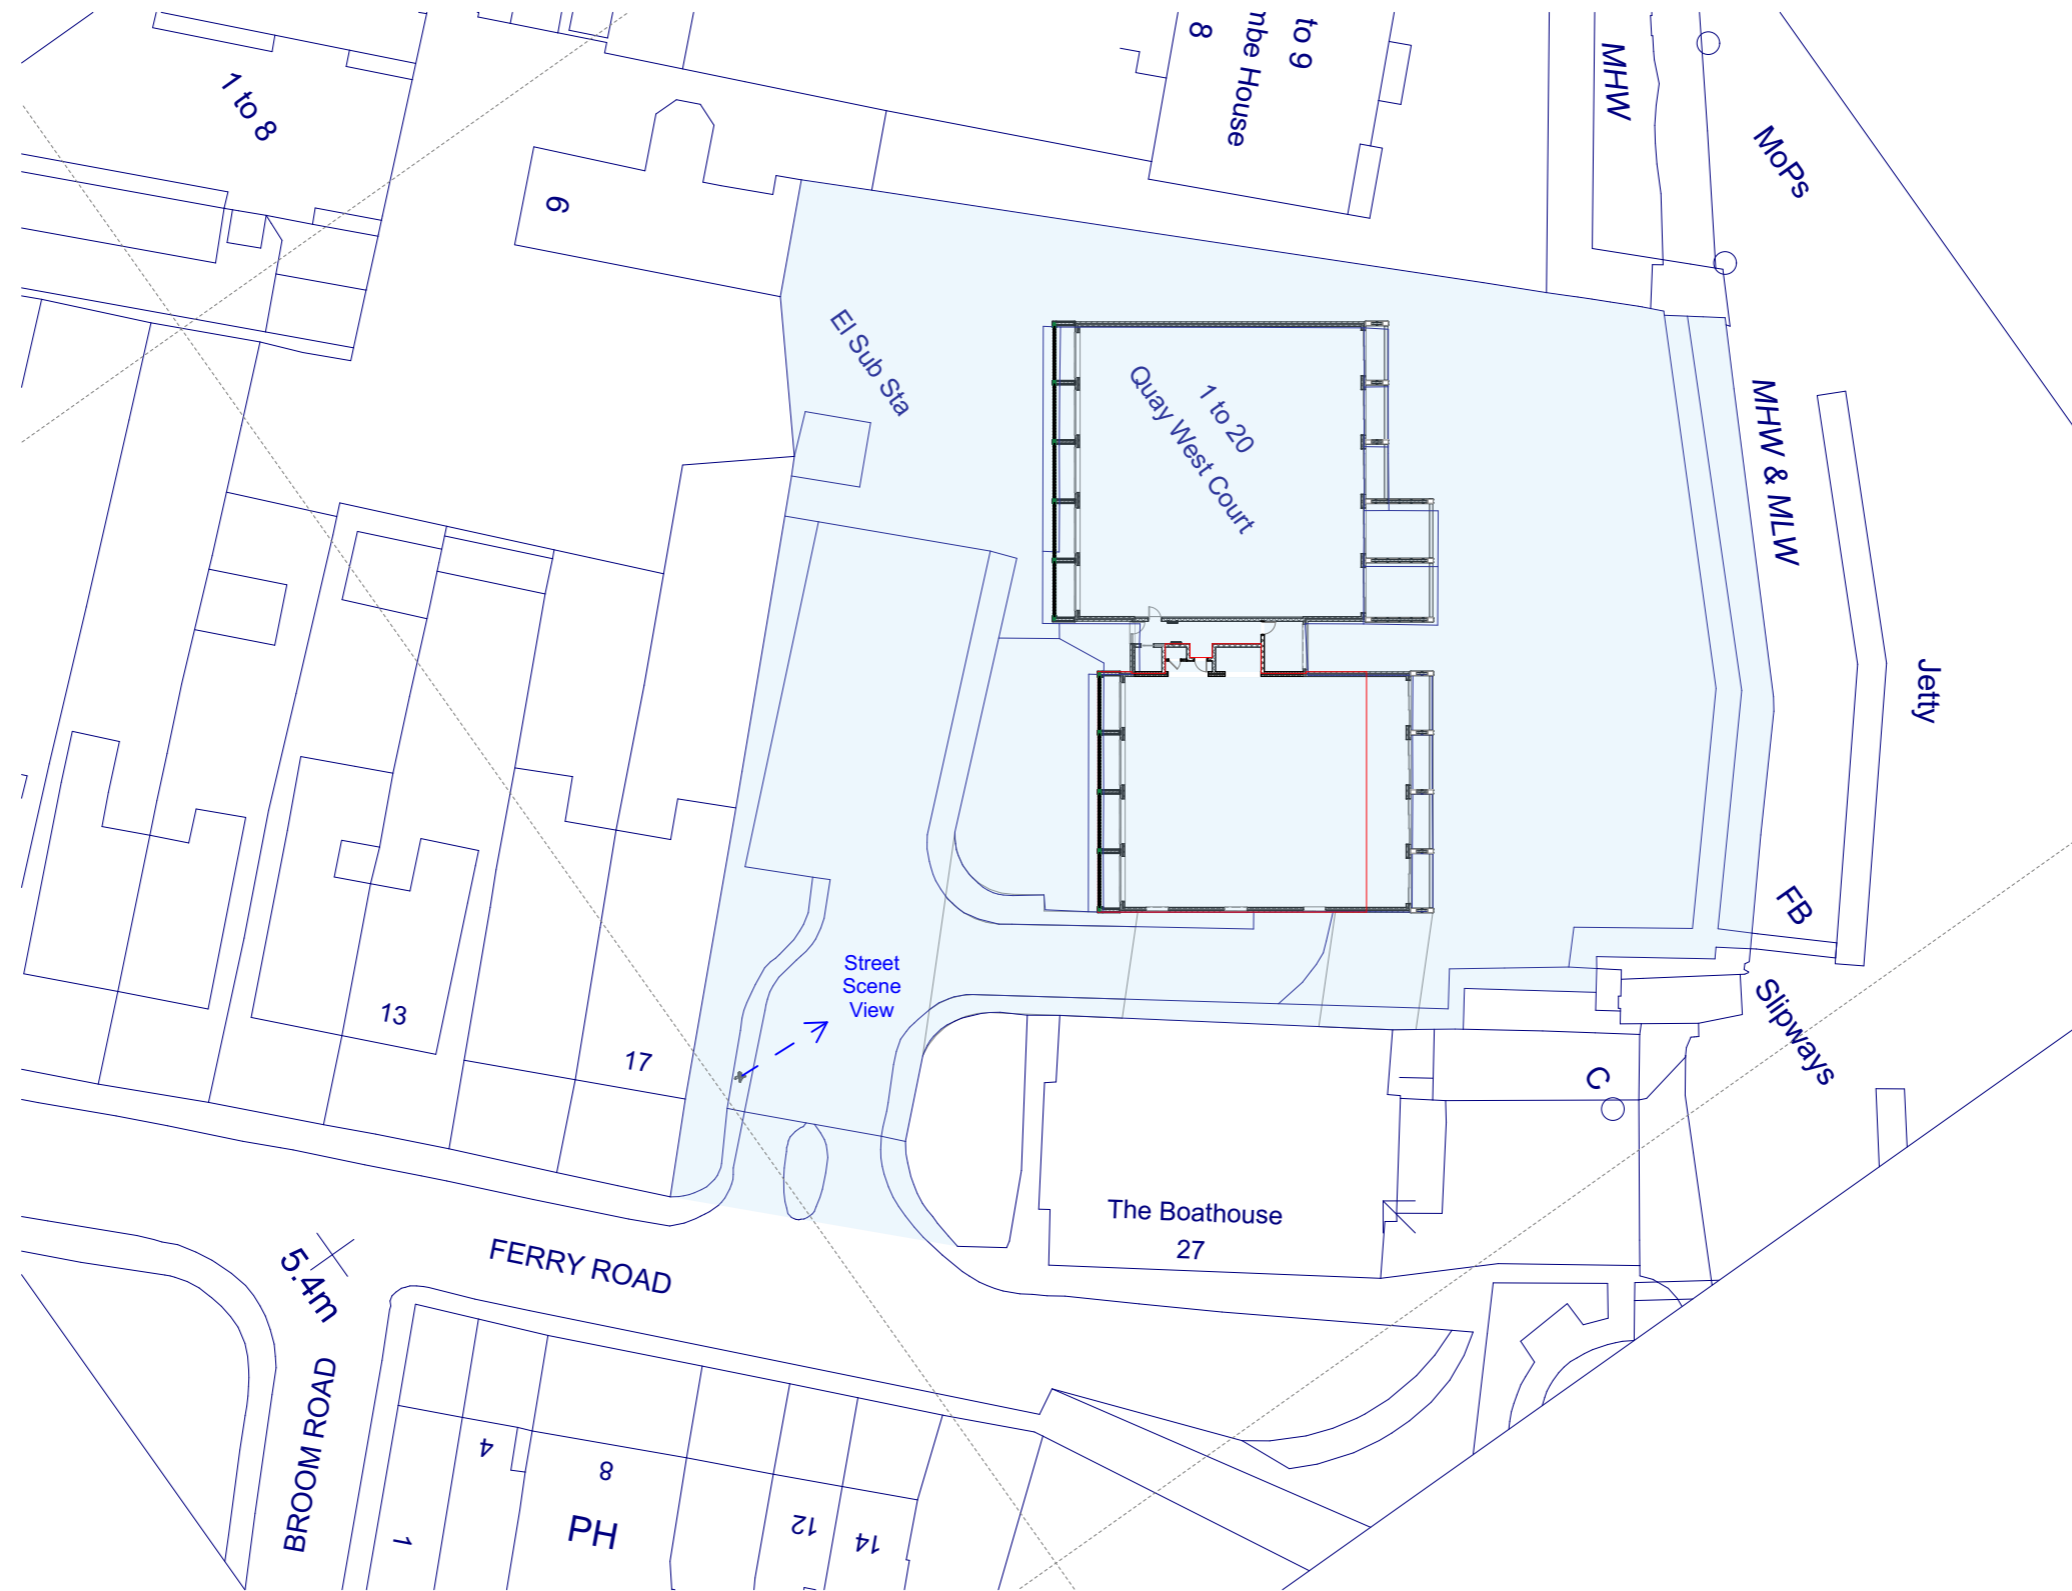 1 to 8
8
mbe House
to 9
MHW
MoPs
6
El Sub Sta
1 to 20
Quay West Court
MHW & MLW
Jetty
FB
Slipways
Street
Scene
View
13
17
C
The Boathouse
27
FERRY ROAD
5.4m
BROOM ROAD
1
4
8
PH
12
14